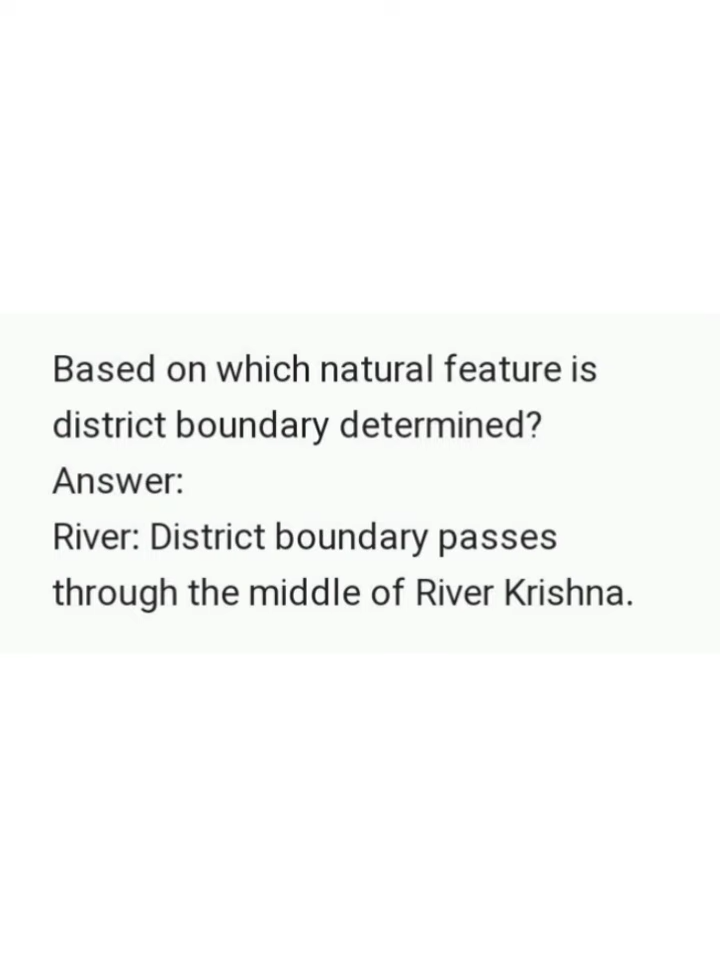 Based on which natural feature is
district boundary determined?
Answer:
River: District boundary passes
through the middle of River Krishna.